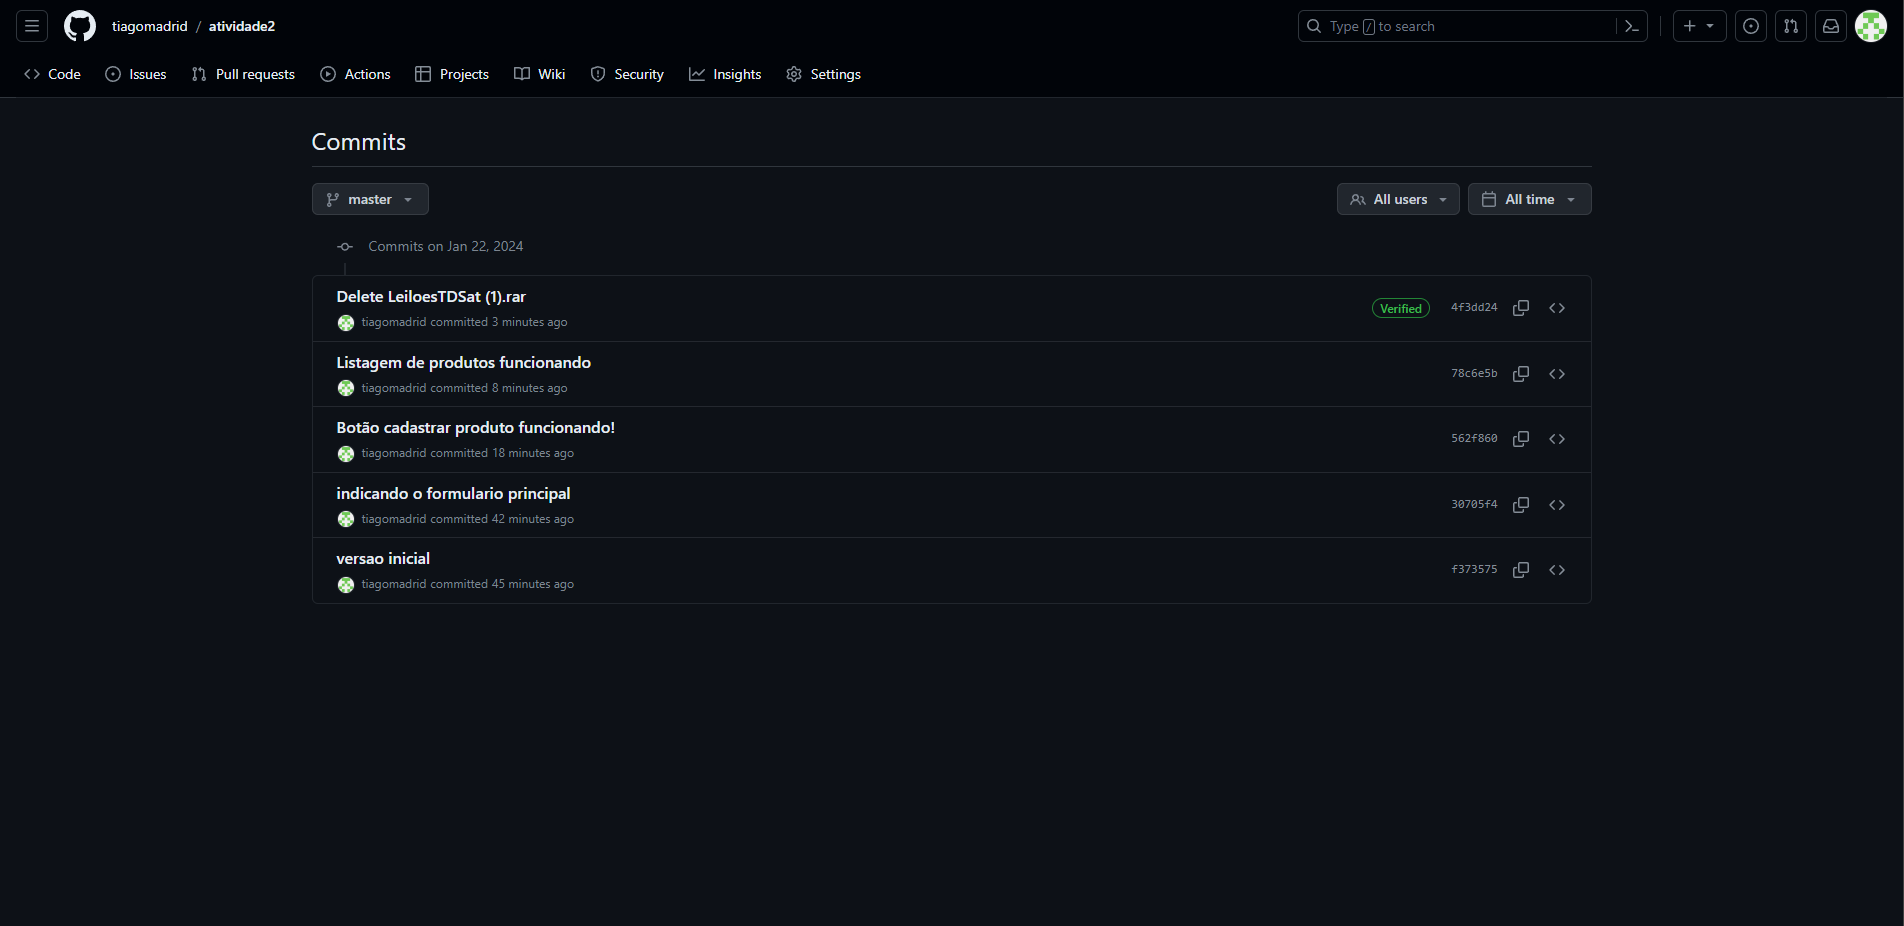 tiagomadrid / atividade2
Type / to search
Code Issues Pull requests Actions Projects Wiki Security Insights Settings
Commits
master
All users
All time
Commits on Jan 22, 2024
Delete LeiloesTDSat (1).rar
tiagomadrid committed 3 minutes ago
Verified
4f3dd24
Listagem de produtos funcionando
tiagomadrid committed 8 minutes ago
78c6e5b
Botão cadastrar produto funcionando!
tiagomadrid committed 18 minutes ago
562f860
indicando o formulario principal
tiagomadrid committed 42 minutes ago
30705f4
versao inicial
tiagomadrid committed 45 minutes ago
f373575